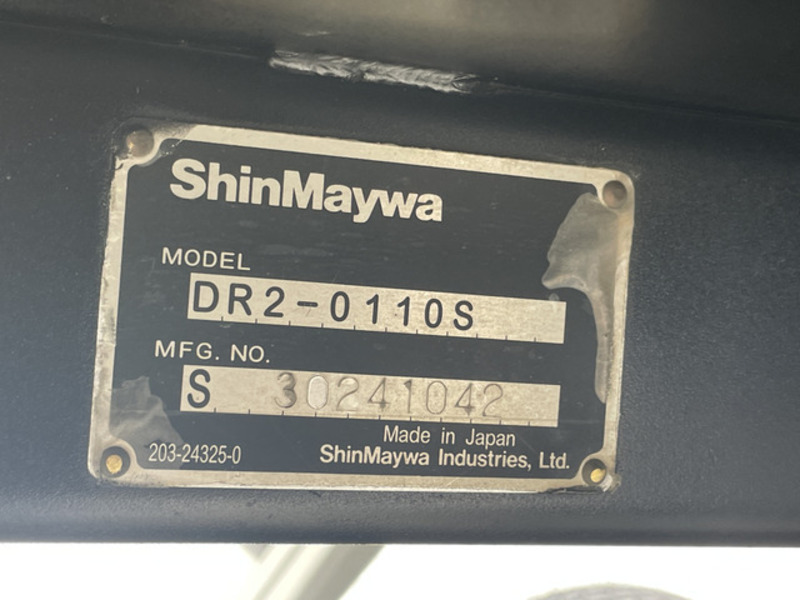 ShinMaywa
MODEL
DR2-0110S
MFG. NO.
S 30241042
Made in Japan
203-24325-0 ShinMaywa Industries, Ltd.